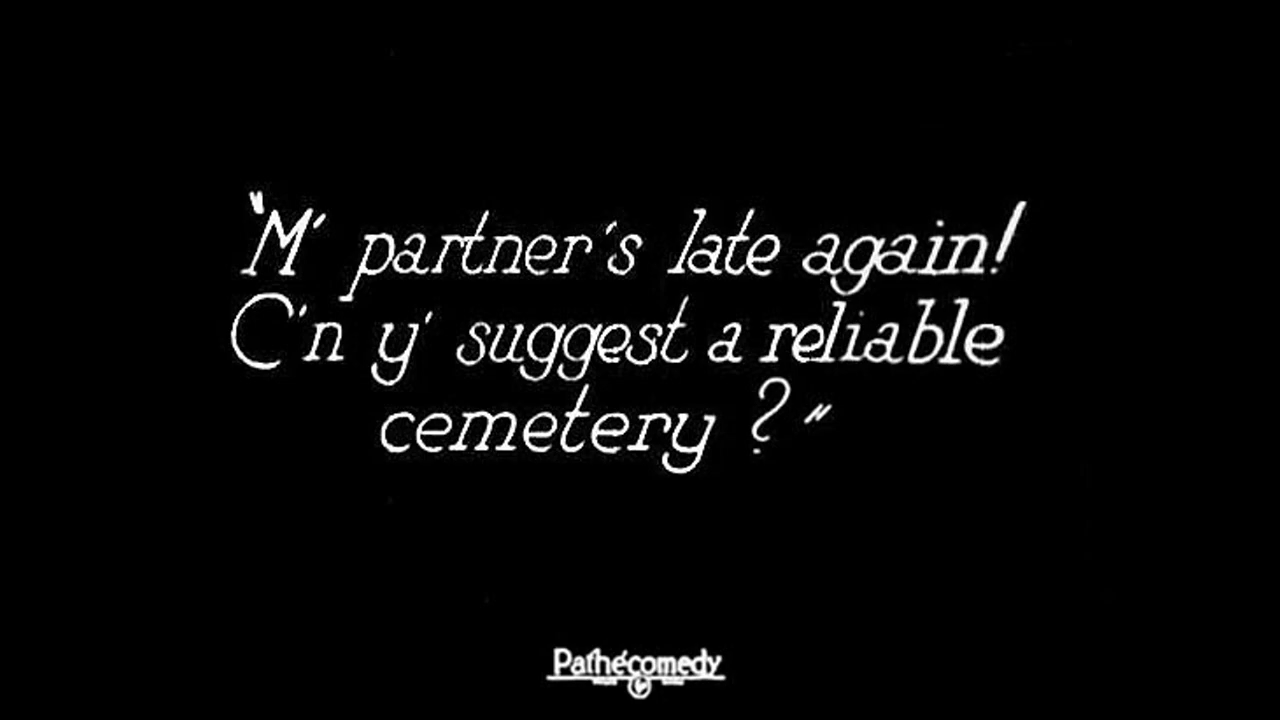 "M' partner's late again!
C'n y' suggest a reliable
cemetery ?"
Pathécomedy